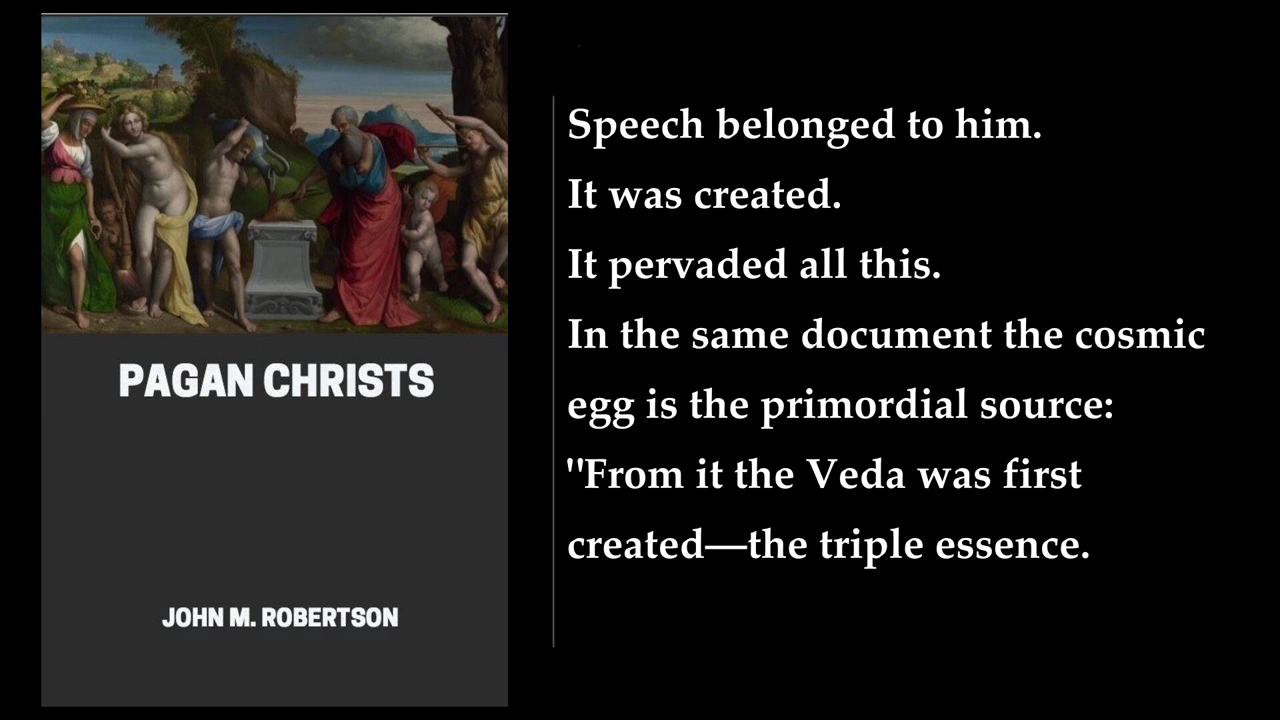 PAGAN CHRISTS
JOHN M. ROBERTSON
Speech belonged to him.
It was created.
It pervaded all this.
In the same document the cosmic
egg is the primordial source:
"From it the Veda was first
created—the triple essence.